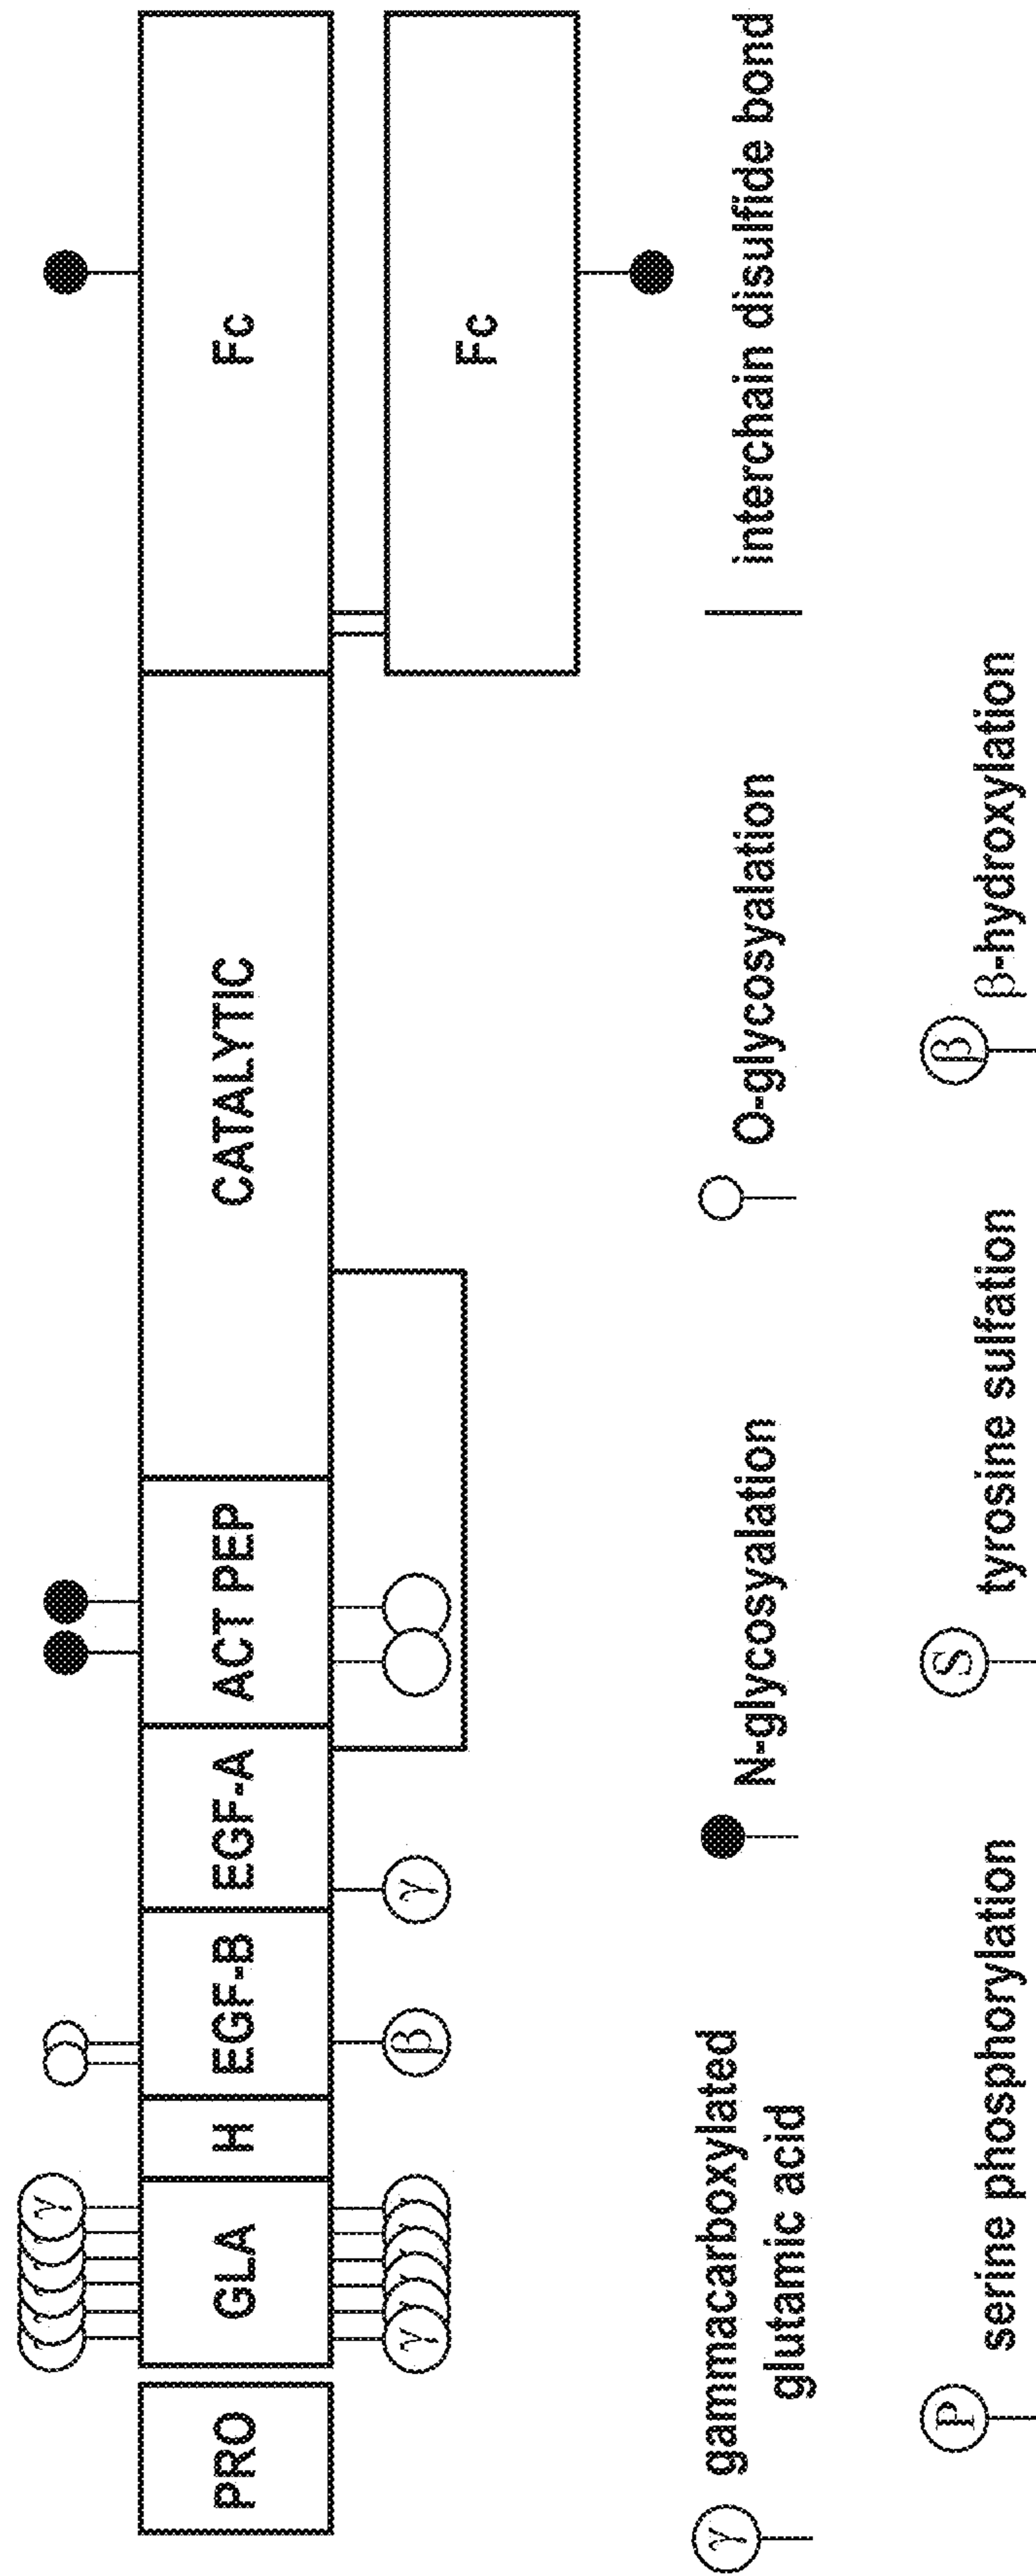 γ γ γ γ γ γ
PRO GLA H EGF-B EGF-A ACT PEP CATALYTIC Fc
γ γ γ γ γ γ β γ
Fc
γ gammacarboxylated
glutamic acid
N-glycosyalation
O-glycosyalation
interchain disulfide bond
P serine phosphorylation
S tyrosine sulfation
β β-hydroxylation